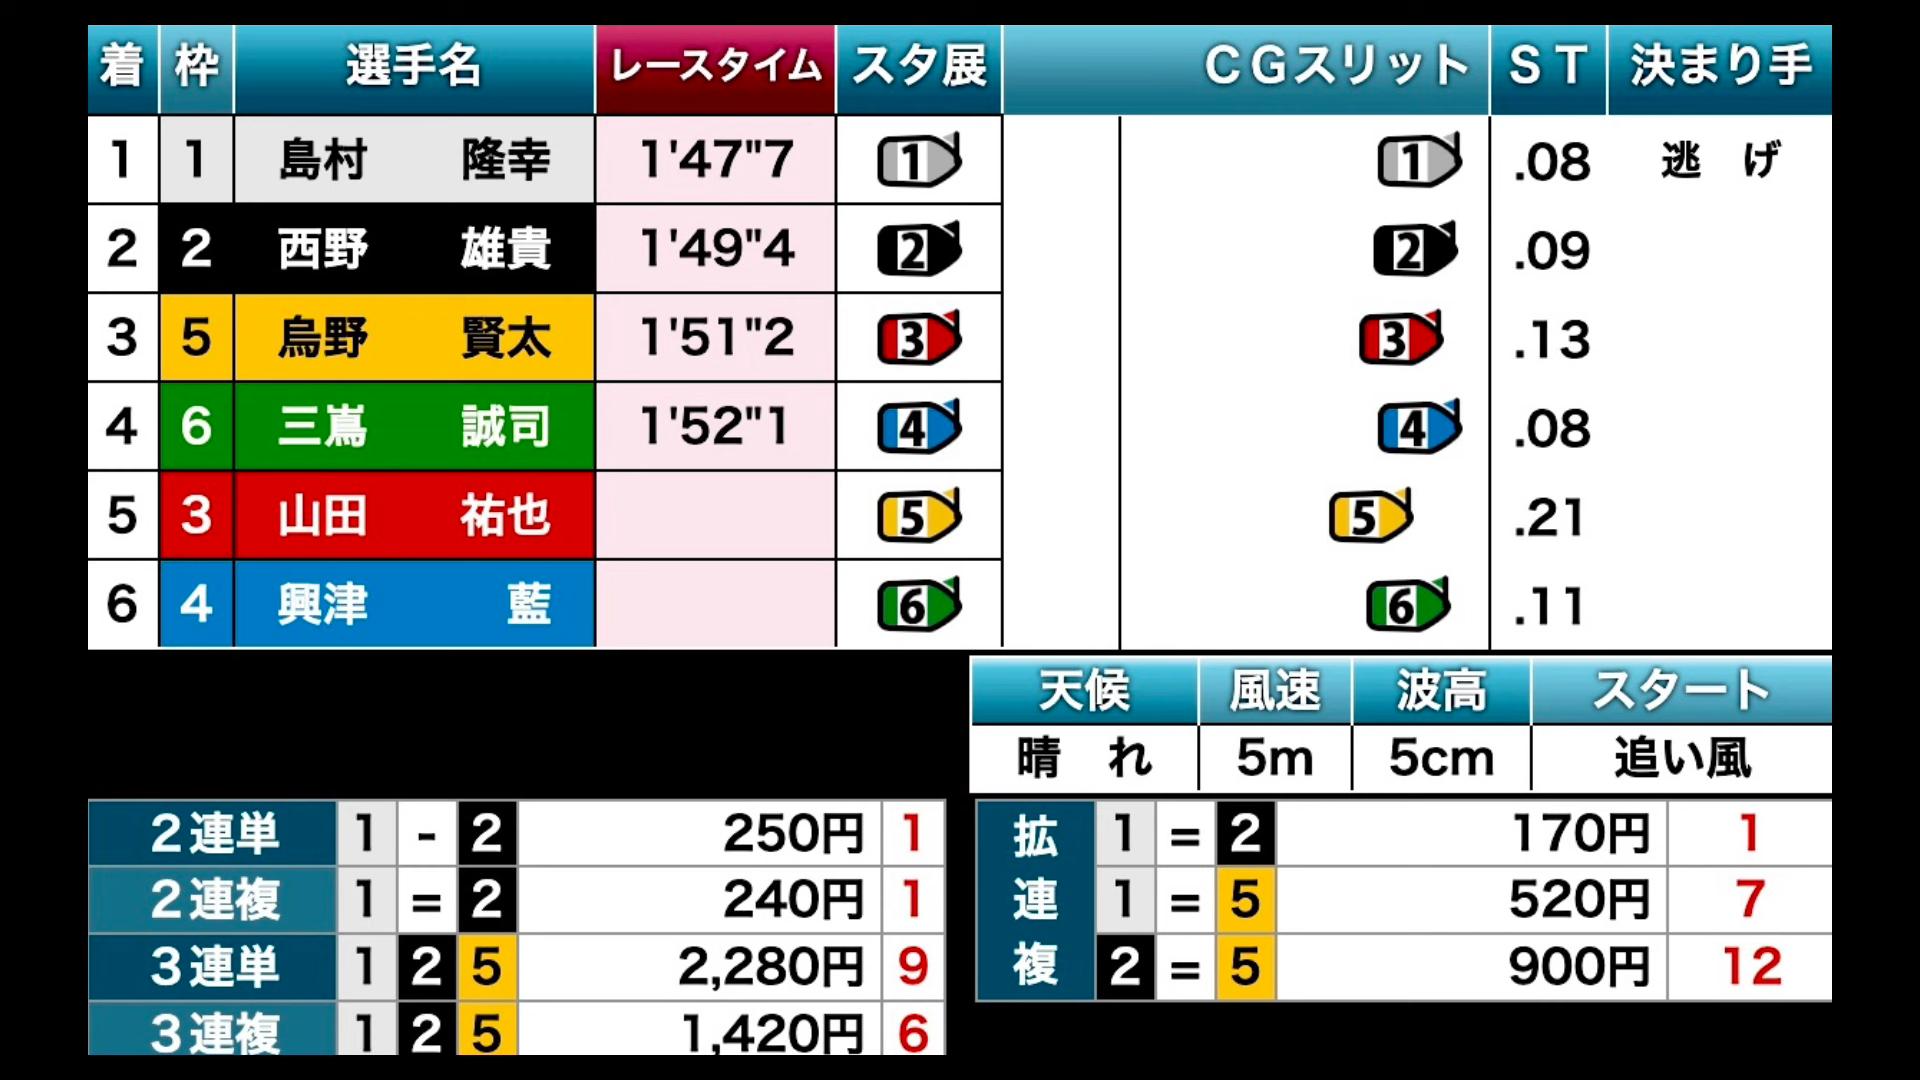 着 枠 選手名 レースタイム スタ展 CGスリット ST 決まり手
1 1 島村 隆幸 1'47"7 1 1 .08 逃 げ
2 2 西野 雄貴 1'49"4 2 2 .09
3 5 烏野 賢太 1'51"2 3 3 .13
4 6 三嶌 誠司 1'52"1 4 4 .08
5 3 山田 祐也 5 5 .21
6 4 興津 藍 6 6 .11
天候 風速 波高 スタート
晴 れ 5m 5cm 追い風
2連単 1 - 2 250円 1
2連複 1 = 2 240円 1
3連単 1 2 5 2,280円 9
3連複 1 2 5 1,420円 6
拡連複
1 = 2 170円 1
1 = 5 520円 7
2 = 5 900円 12